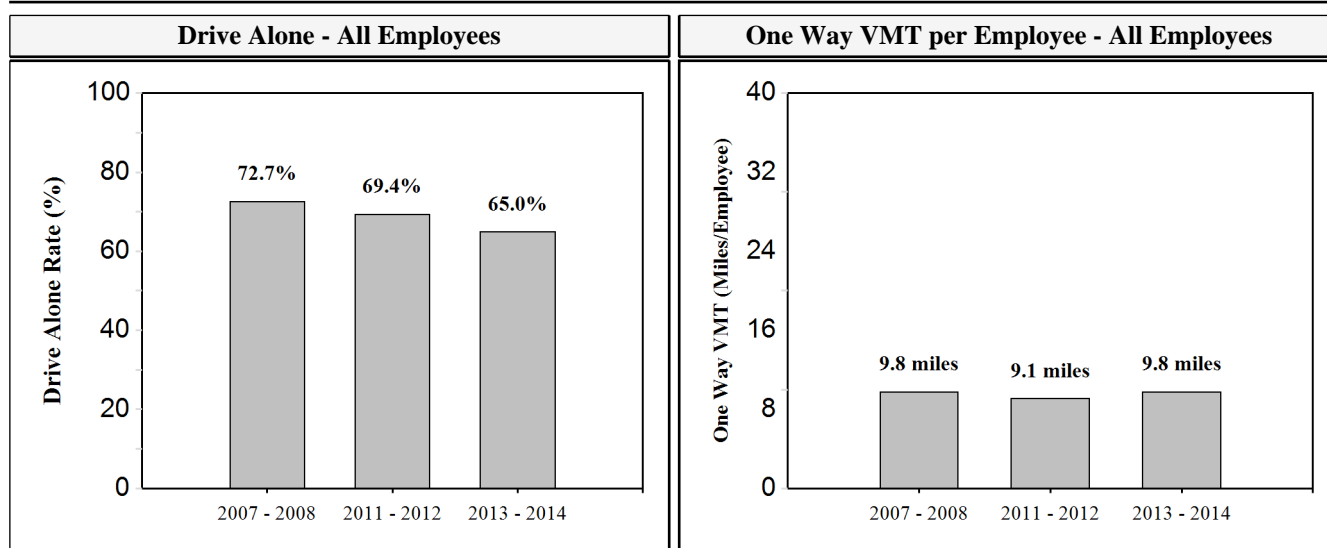 Drive Alone - All Employees
One Way VMT per Employee - All Employees
Drive Alone Rate (%)
100
80
60
40
20
0
72.7%
69.4%
65.0%
2007 - 2008
2011 - 2012
2013 - 2014
One Way VMT (Miles/Employee)
40
32
24
16
8
0
9.8 miles
9.1 miles
9.8 miles
2007 - 2008
2011 - 2012
2013 - 2014